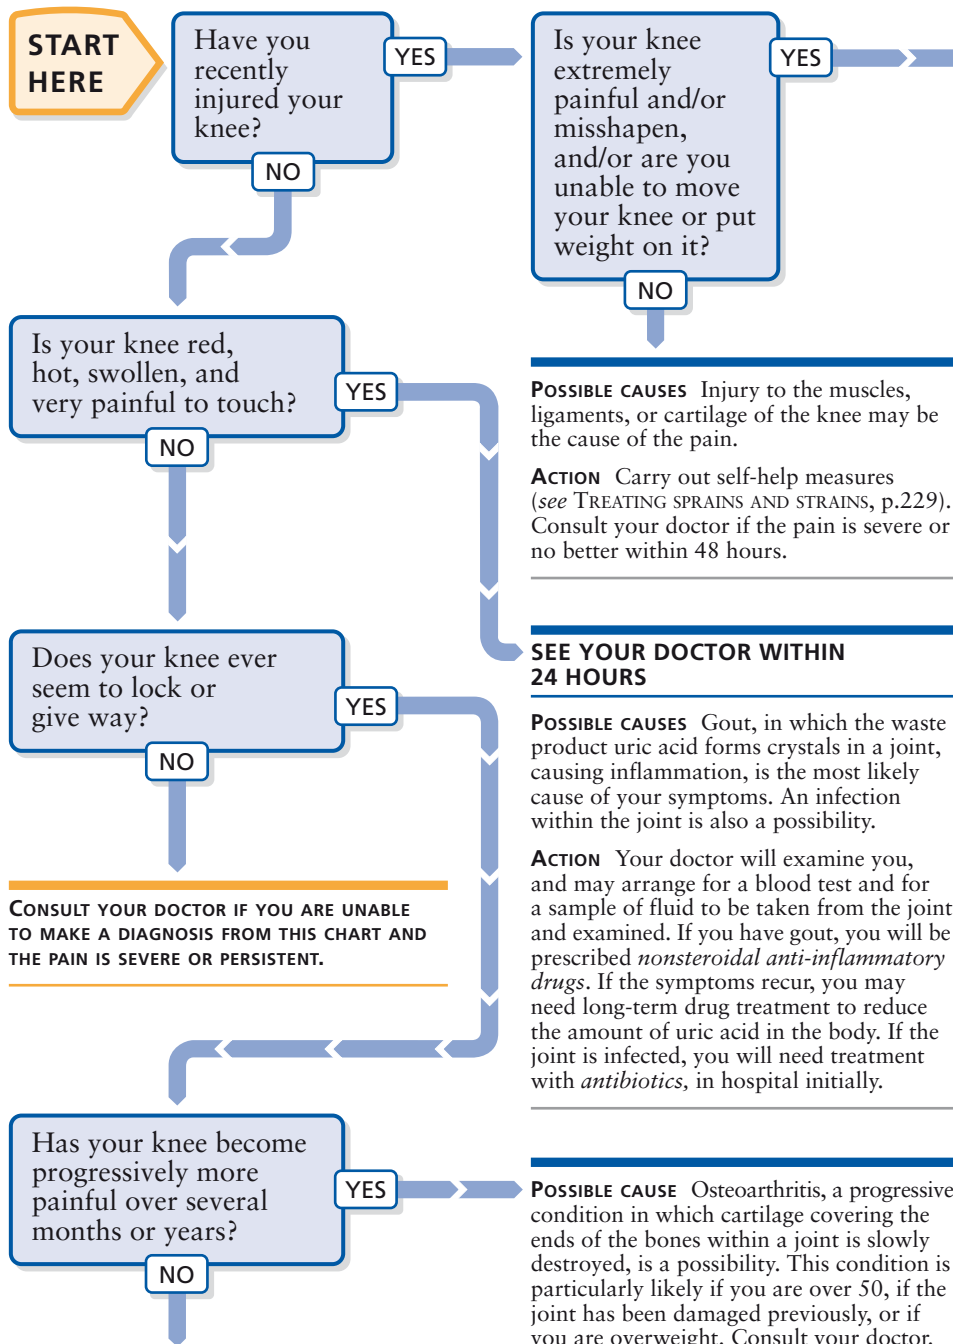 START
HERE
Have you
recently
injured your
knee?
YES
NO
Is your knee
extremely
painful and/or
misshapen,
and/or are you
unable to move
your knee or put
weight on it?
YES
NO
Is your knee red,
hot, swollen, and
very painful to touch?
YES
NO
POSSIBLE CAUSES Injury to the muscles,
ligaments, or cartilage of the knee may be
the cause of the pain.
ACTION Carry out self-help measures
(see TREATING SPRAINS AND STRAINS, p.229).
Consult your doctor if the pain is severe or
no better within 48 hours.
Does your knee ever
seem to lock or
give way?
YES
NO
SEE YOUR DOCTOR WITHIN
24 HOURS
POSSIBLE CAUSES Gout, in which the waste
product uric acid forms crystals in a joint,
causing inflammation, is the most likely
cause of your symptoms. An infection
within the joint is also a possibility.
ACTION Your doctor will examine you,
and may arrange for a blood test and for
a sample of fluid to be taken from the joint
and examined. If you have gout, you will be
prescribed nonsteroidal anti-inflammatory
drugs. If the symptoms recur, you may
need long-term drug treatment to reduce
the amount of uric acid in the body. If the
joint is infected, you will need treatment
with antibiotics, in hospital initially.
CONSULT YOUR DOCTOR IF YOU ARE UNABLE
TO MAKE A DIAGNOSIS FROM THIS CHART AND
THE PAIN IS SEVERE OR PERSISTENT.
Has your knee become
progressively more
painful over several
months or years?
YES
NO
POSSIBLE CAUSE Osteoarthritis, a progressive
condition in which cartilage covering the
ends of the bones within a joint is slowly
destroyed, is a possibility. This condition is
particularly likely if you are over 50, if the
joint has been damaged previously, or if
you are overweight. Consult your doctor.